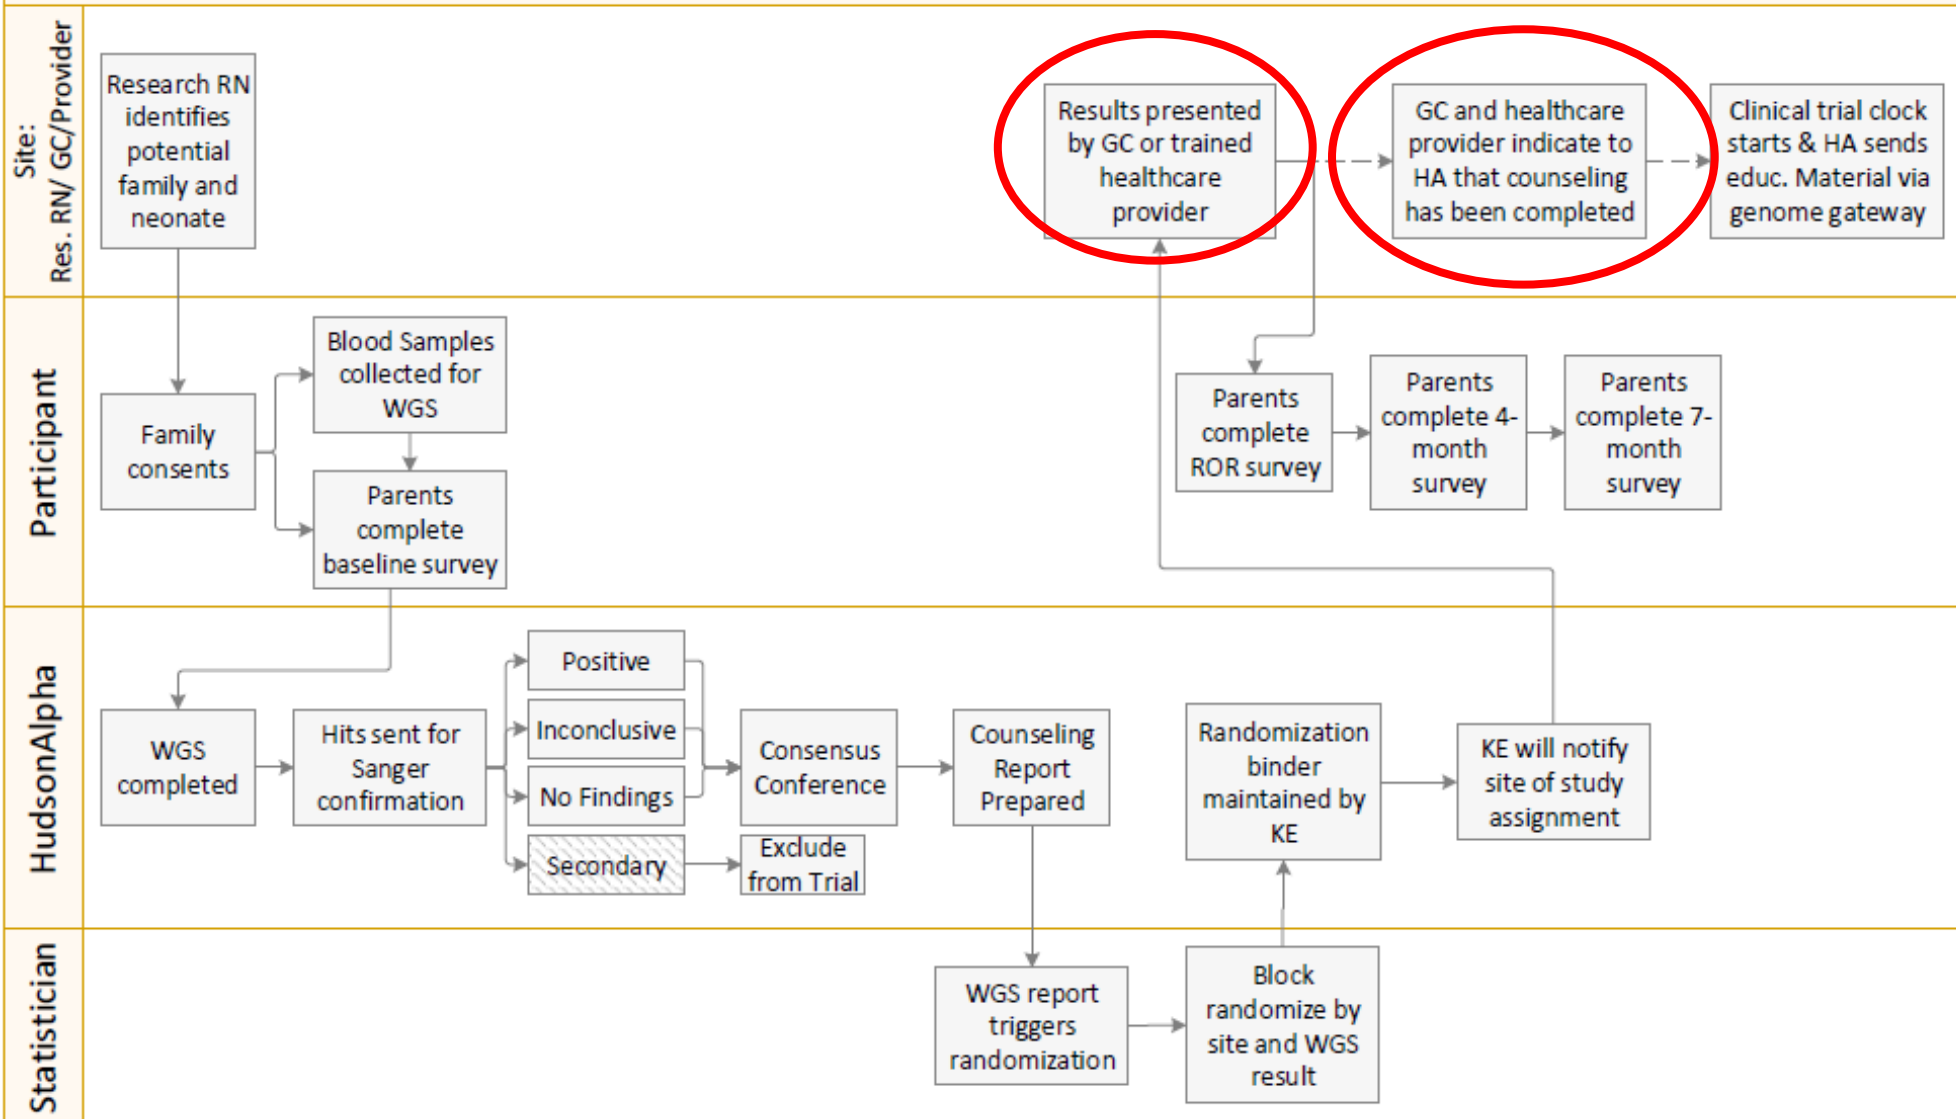 Site:
Res. RN/ GC/Provider
Research RN
identifies
potential
family and
neonate
Results presented
by GC or trained
healthcare
provider
GC and healthcare
provider indicate to
HA that counseling
has been completed
Clinical trial clock
starts & HA sends
educ. Material via
genome gateway
Participant
Family
consents
Blood Samples
collected for
WGS
Parents
complete
baseline survey
Parents
complete
ROR survey
Parents
complete 4-
month
survey
Parents
complete 7-
month
survey
HudsonAlpha
WGS
completed
Hits sent for
Sanger
confirmation
Positive
Inconclusive
No Findings
Secondary
Consensus
Conference
Exclude
from Trial
Counseling
Report
Prepared
Randomization
binder
maintained by
KE
KE will notify
site of study
assignment
Statistician
WGS report
triggers
randomization
Block
randomize by
site and WGS
result